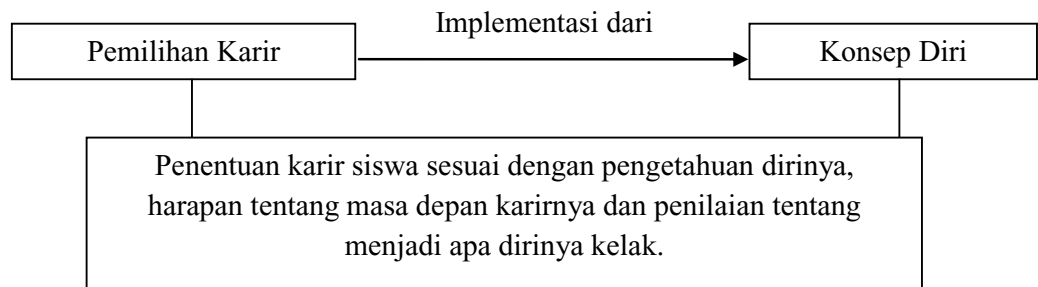 Implementasi dari
Pemilihan Karir
Konsep Diri
Penentuan karir siswa sesuai dengan pengetahuan dirinya,
harapan tentang masa depan karirnya dan penilaian tentang
menjadi apa dirinya kelak.